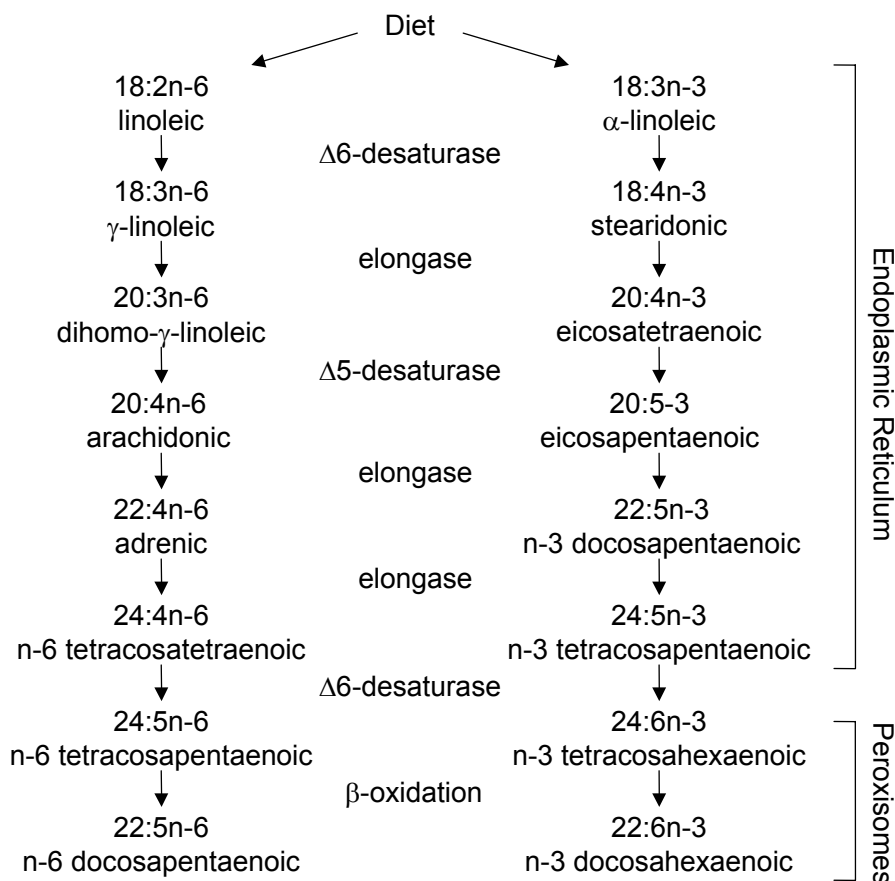 Diet
18:2n-6
linoleic
18:3n-3
α-linoleic
Δ6-desaturase
18:3n-6
γ-linoleic
18:4n-3
stearidonic
elongase
20:3n-6
dihomo-γ-linoleic
20:4n-3
eicosatetraenoic
Δ5-desaturase
20:4n-6
arachidonic
20:5-3
eicosapentaenoic
elongase
22:4n-6
adrenic
22:5n-3
n-3 docosapentaenoic
elongase
24:4n-6
n-6 tetracosatetraenoic
24:5n-3
n-3 tetracosapentaenoic
Endoplasmic Reticulum
Δ6-desaturase
24:5n-6
n-6 tetracosapentaenoic
24:6n-3
n-3 tetracosahexaenoic
β-oxidation
22:5n-6
n-6 docosapentaenoic
22:6n-3
n-3 docosahexaenoic
Peroxisomes